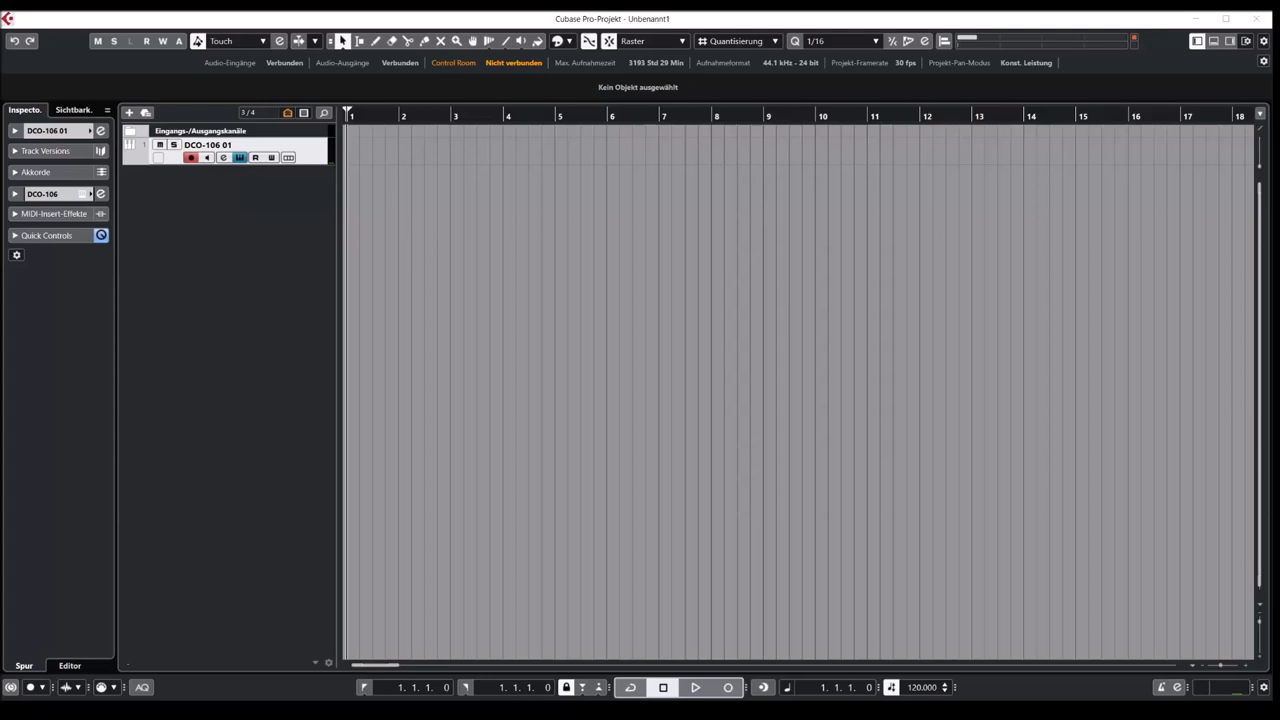 Cubase Pro-Projekt - Unbenannt1
M S L R W A Touch Raster Quantisierung Q 1/16
Audio-Eingänge Verbunden Audio-Ausgänge Verbunden Control Room Nicht verbunden Max. Aufnahmezeit 3193 Std 29 Min Aufnahmeformat 44.1 kHz - 24 bit Projekt-Framerate 30 fps Projekt-Pan-Modus Konst. Leistung
Kein Objekt ausgewählt
Inspecto. Sichtbark. 3 / 4 1 2 3 4 5 6 7 8 9 10 11 12 13 14 15 16 17 18
DCO-106 01 Eingangs-/Ausgangskanäle
1 m S DCO-106 01
Track Versions
R
Akkorde
DCO-106
MIDI-Insert-Effekte
Quick Controls
Spur Editor
AQ 1. 1. 1. 0 1. 1. 1. 0 1. 1. 1. 0 120.000